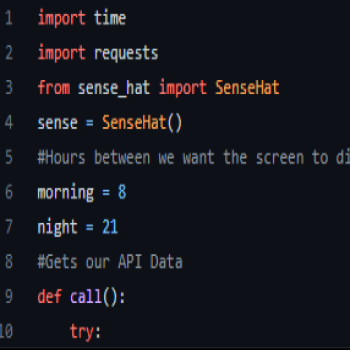 1 import time
2 import requests
3 from sense_hat import SenseHat
4 sense = SenseHat()
5 #Hours between we want the screen to di
6 morning = 8
7 night = 21
8 #Gets our API Data
9 def call():
10 try: